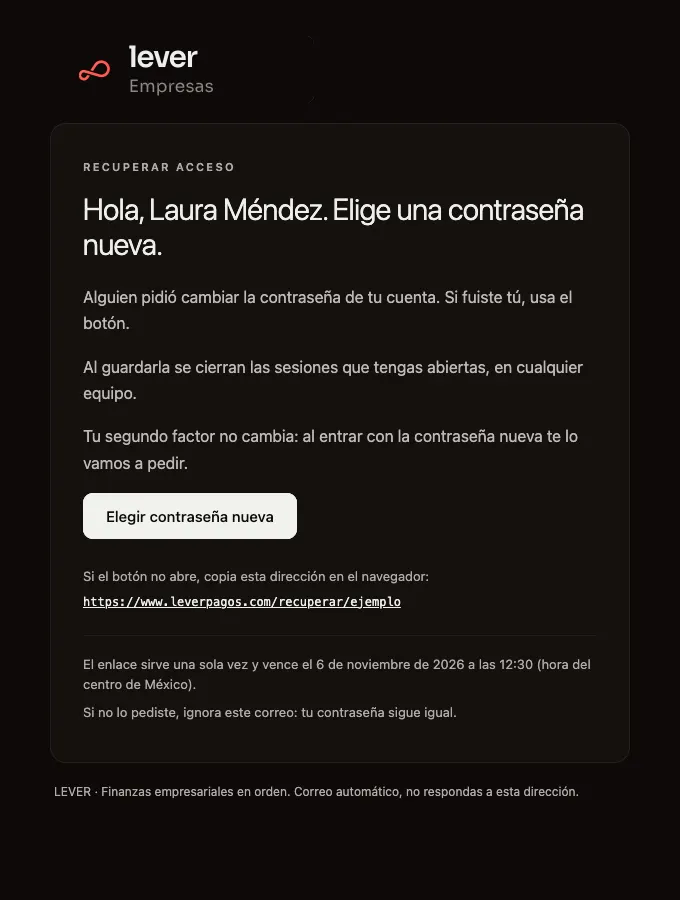 lever
Empresas
RECUPERAR ACCESO
Hola, Laura Méndez. Elige una contraseña
nueva.
Alguien pidió cambiar la contraseña de tu cuenta. Si fuiste tú, usa el
botón.
Al guardarla se cierran las sesiones que tengas abiertas, en cualquier
equipo.
Tu segundo factor no cambia: al entrar con la contraseña nueva te lo
vamos a pedir.
Elegir contraseña nueva
Si el botón no abre, copia esta dirección en el navegador:
https://www.leverpagos.com/recuperar/ejemplo
El enlace sirve una sola vez y vence el 6 de noviembre de 2026 a las 12:30 (hora del
centro de México).
Si no lo pediste, ignora este correo: tu contraseña sigue igual.
LEVER · Finanzas empresariales en orden. Correo automático, no respondas a esta dirección.